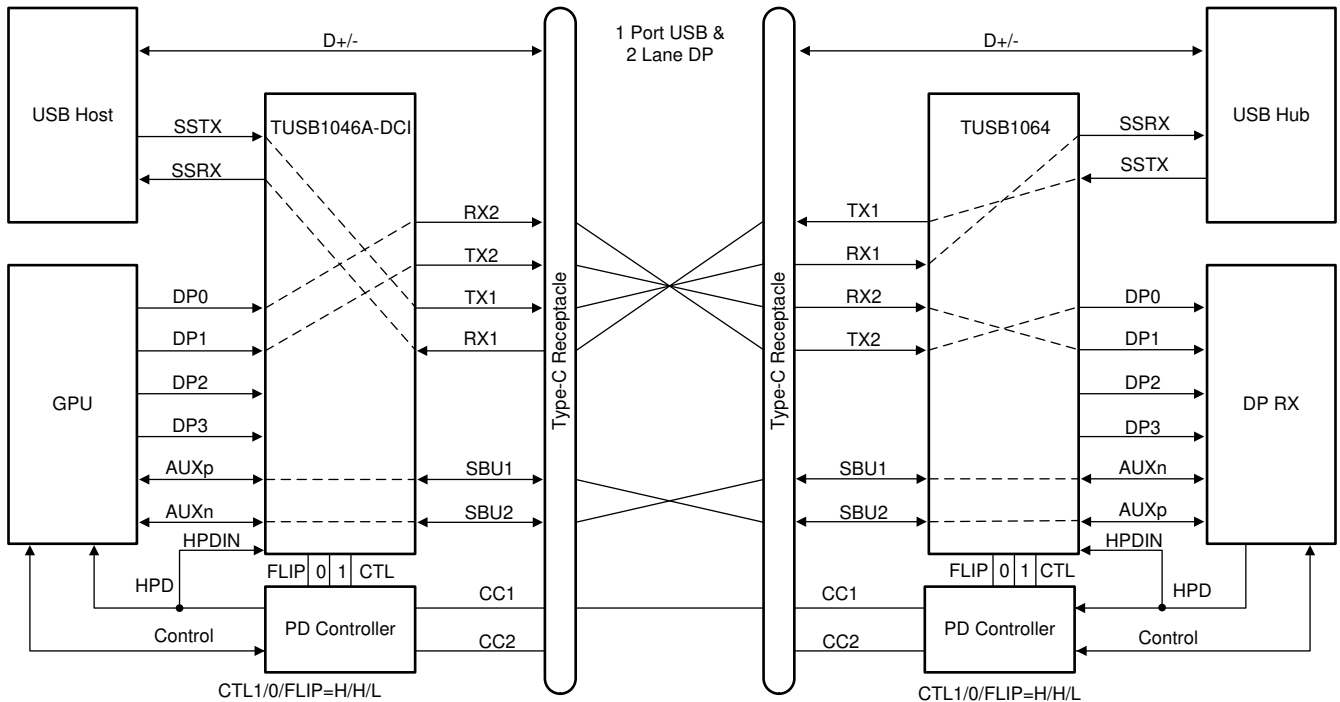 D+/-
1 Port USB &
2 Lane DP
D+/-
USB Host
TUSB1046A-DCI
TUSB1064
USB Hub
SSTX
SSRX
SSRX
SSTX
RX2
TX2
TX1
RX1
TX1
RX1
RX2
TX2
Type-C Receptacle
Type-C Receptacle
GPU
DP0
DP1
DP2
DP3
AUXp
AUXn
SBU1
SBU2
SBU1
SBU2
DP0
DP1
DP2
DP3
AUXn
AUXp
DP RX
HPDIN
HPDIN
FLIP 0 1 CTL
FLIP 0 1 CTL
HPD
HPD
CC1
CC1
PD Controller
PD Controller
Control
Control
CC2
CC2
CTL1/0/FLIP=H/H/L
CTL1/0/FLIP=H/H/L